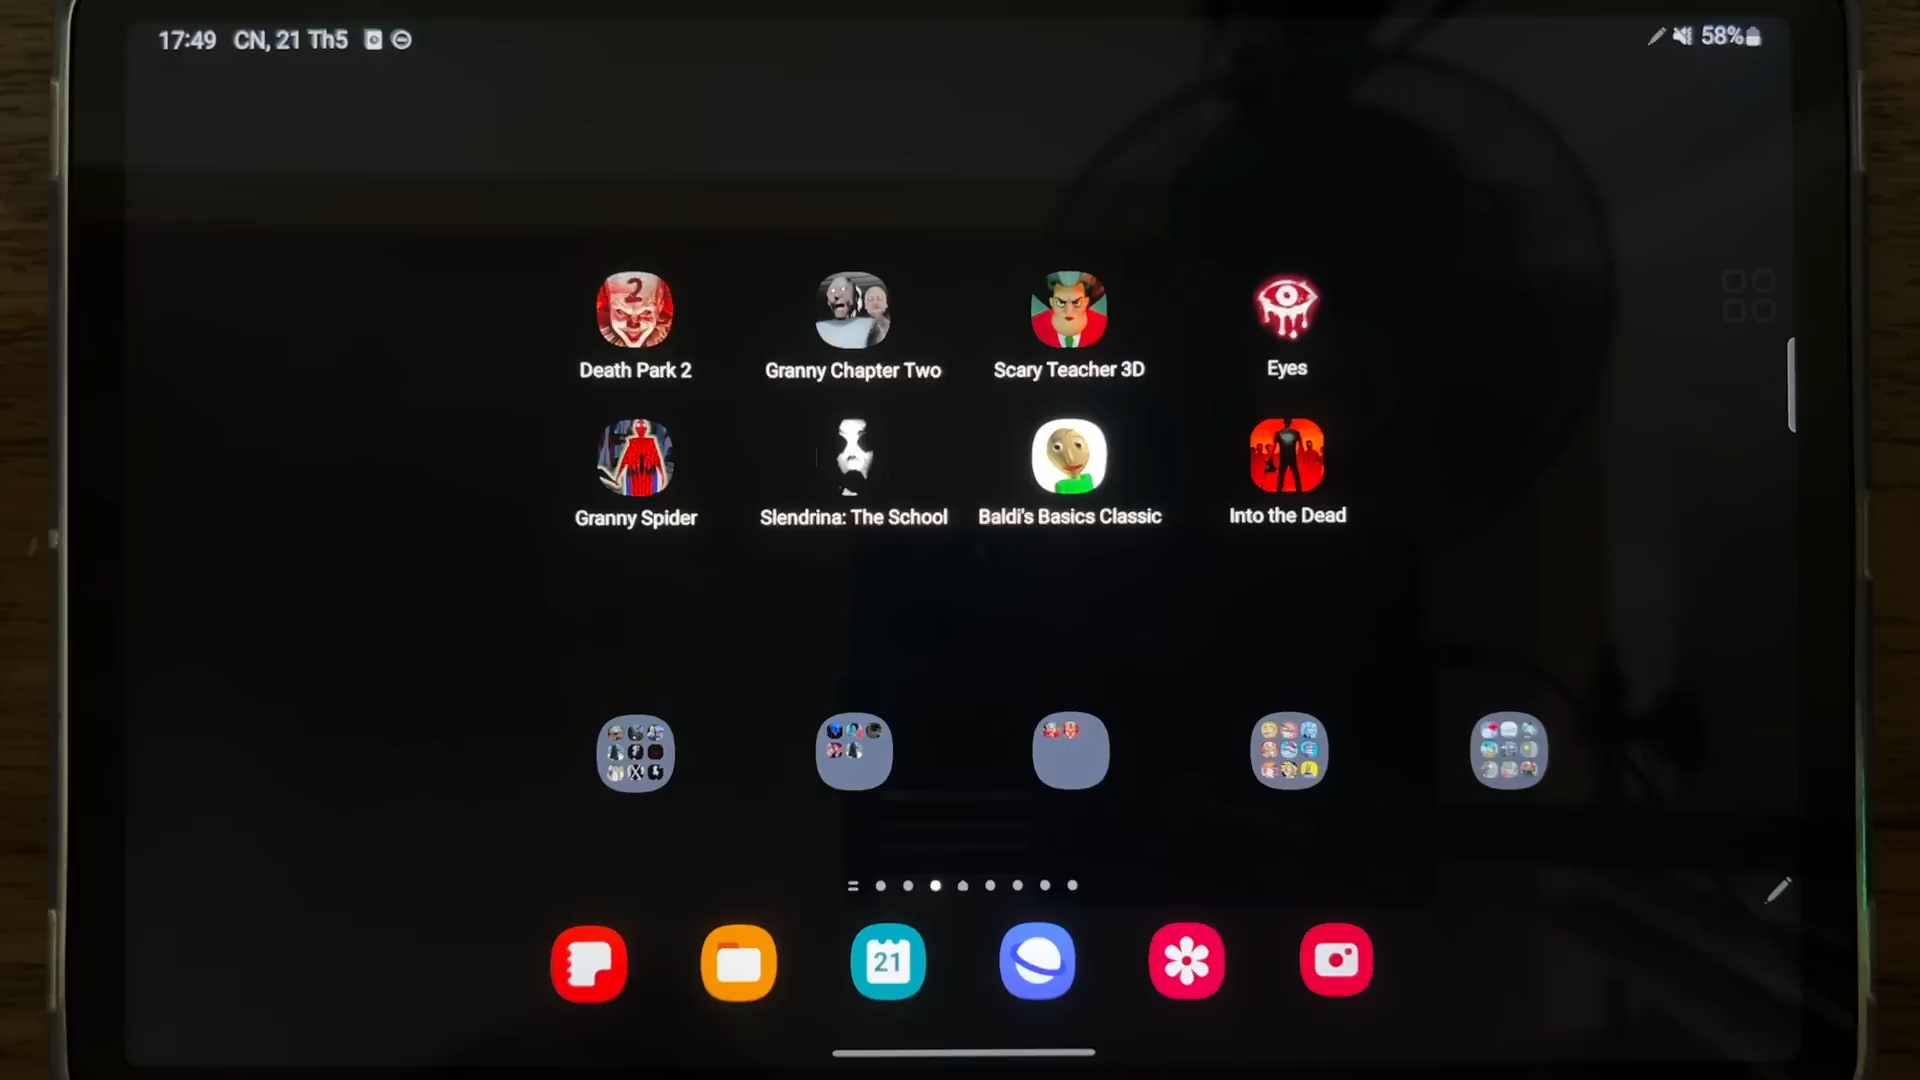 17:49 CN, 21 Th5
58%
2
Death Park 2
Granny Chapter Two
Scary Teacher 3D
Eyes
Granny Spider
Slendrina: The School
Baldi's Basics Classic
Into the Dead
21